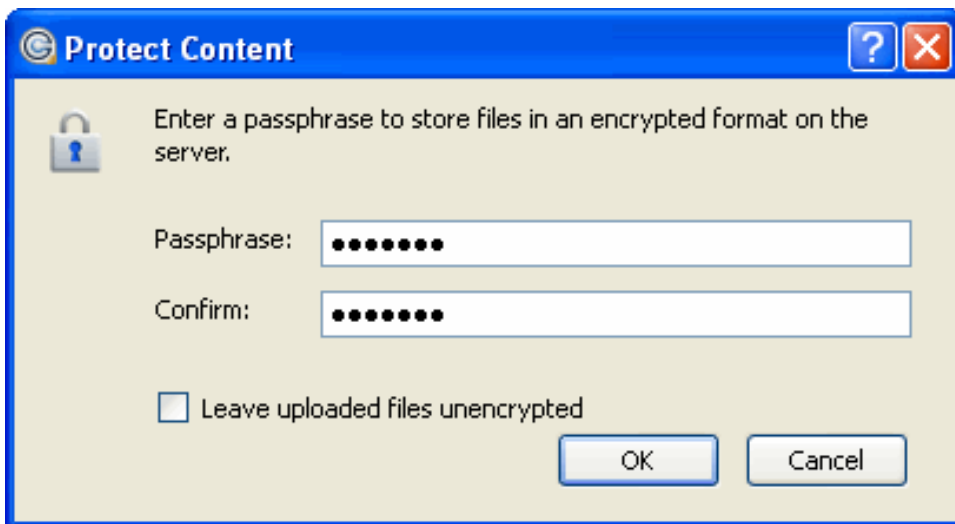 Protect Content
?
Enter a passphrase to store files in an encrypted format on the
server.
Passphrase: ●●●●●●●
Confirm: ●●●●●●●
Leave uploaded files unencrypted
OK Cancel